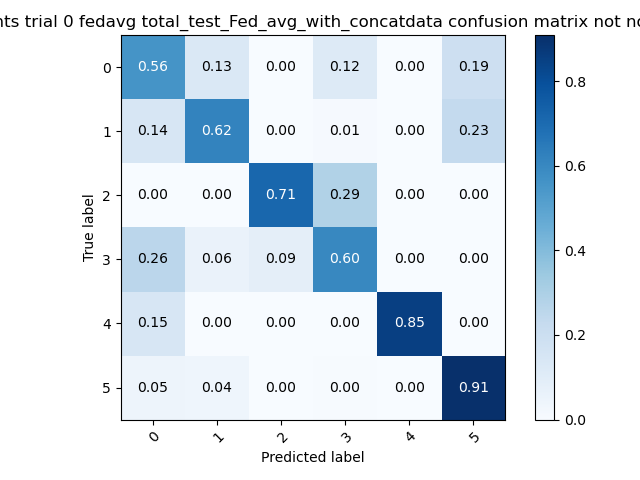 nts trial 0 fedavg total_test_Fed_avg_with_concatdata confusion matrix not no
0 0.56 0.13 0.00 0.12 0.00 0.19
1 0.14 0.62 0.00 0.01 0.00 0.23
2 0.00 0.00 0.71 0.29 0.00 0.00
3 0.26 0.06 0.09 0.60 0.00 0.00
4 0.15 0.00 0.00 0.00 0.85 0.00
5 0.05 0.04 0.00 0.00 0.00 0.91
0 1 2 3 4 5
True label
Predicted label
0.8
0.6
0.4
0.2
0.0